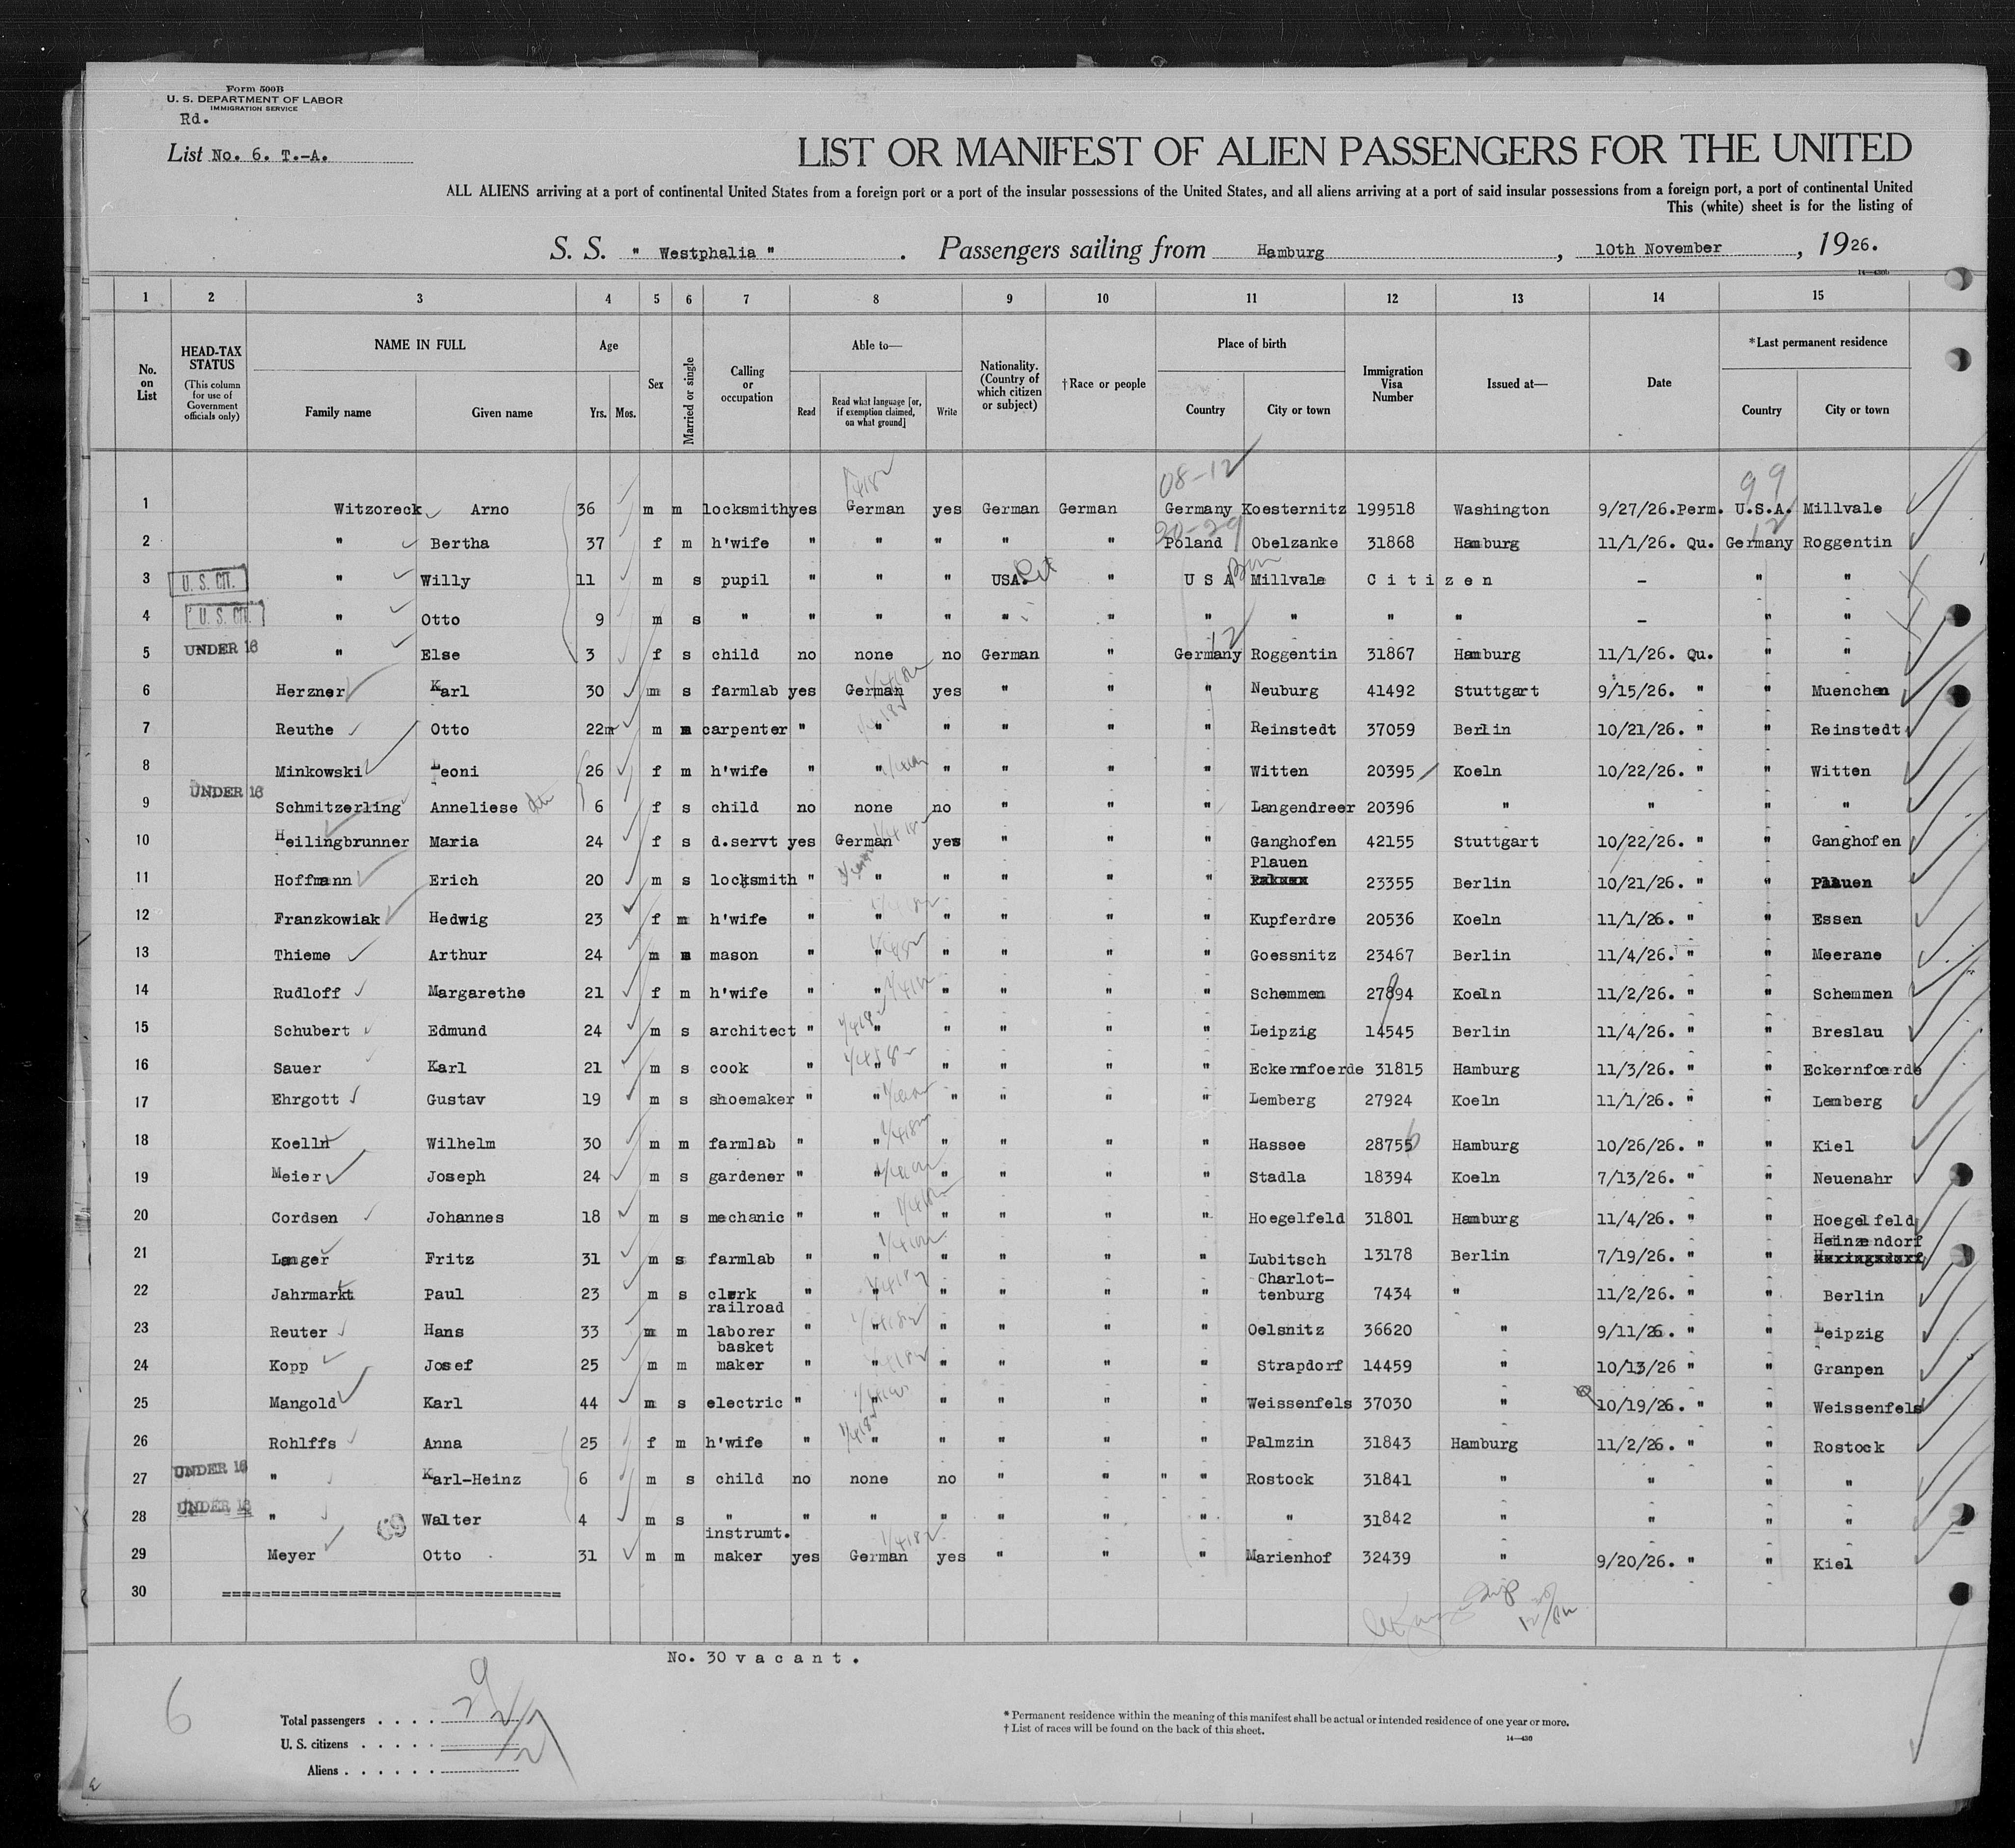 Form 500B
U. S. DEPARTMENT OF LABOR
IMMIGRATION SERVICE
Rd.
List No. 6. T.-A.
LIST OR MANIFEST OF ALIEN PASSENGERS FOR THE UNITED
ALL ALIENS arriving at a port of continental United States from a foreign port or a port of the insular possessions of the United States, and all aliens arriving at a port of said insular possessions from a foreign port, a port of continental United
This (white) sheet is for the listing of
S. S. " Westphalia " . Passengers sailing from Hamburg , 10th November , 1926.
14—430b
1 2 3 4 5 6 7 8 9 10 11 12 13 14 15
No. on List
HEAD-TAX STATUS (This column for use of Government officials only)
NAME IN FULL
Family name Given name
Age
Yrs. Mos.
Sex
Married or single
Calling or occupation
Able to—
Read
Read what language [or, if exemption claimed, on what ground]
Write
Nationality. (Country of which citizen or subject)
†Race or people
Place of birth
Country City or town
Immigration Visa Number
Issued at—
Date
*Last permanent residence
Country City or town
08-12 99
1 Witzoreck Arno 36 m m locksmith yes German yes German German Germany Koesternitz 199518 Washington 9/27/26.Perm. U.S.A. Millvale
20-29 12
2 " Bertha 37 f m h'wife " " " " " Poland Obelzanke 31868 Hamburg 11/1/26. Qu. Germany Roggentin
3 U. S. CIT. " Willy 11 m s pupil " " " USA. " U S A Millvale Citizen - " "
4 U. S. CIT. " Otto 9 m s " " " " " " " " " " - " "
12
5 UNDER 16 " Else 3 f s child no none no German " Germany Roggentin 31867 Hamburg 11/1/26. Qu. " "
6 Herzner Karl 30 m s farmlab yes German yes " " " Neuburg 41492 Stuttgart 9/15/26. " " Muenchen
7 Reuthe Otto 22m m m carpenter " " " " " " Reinstedt 37059 Berlin 10/21/26. " " Reinstedt
8 Minkowski Leoni 26 f m h'wife " " " " " " Witten 20395 Koeln 10/22/26. " " Witten
9 UNDER 16 Schmitzerling Anneliese 6 f s child no none no " " " Langendreer 20396 " " " "
10 Heilingbrunner Maria 24 f s d.servt yes German yes " " " Ganghofen 42155 Stuttgart 10/22/26. " " Ganghofen
Plauen
11 Hoffmann Erich 20 m s locksmith " " " " " " 23355 Berlin 10/21/26. " " Plauen
12 Franzkowiak Hedwig 23 f m h'wife " " " " " " Kupferdre 20536 Koeln 11/1/26. " " Essen
13 Thieme Arthur 24 m m mason " " " " " " Goessnitz 23467 Berlin 11/4/26. " " Meerane
14 Rudloff Margarethe 21 f m h'wife " " " " " " Schemmen 27894 Koeln 11/2/26. " " Schemmen
15 Schubert Edmund 24 m s architect " " " " " " Leipzig 14545 Berlin 11/4/26. " " Breslau
16 Sauer Karl 21 m s cook " " " " " " Eckernfoerde 31815 Hamburg 11/3/26. " " Eckernfoerde
17 Ehrgott Gustav 19 m s shoemaker " " " " " " Lemberg 27924 Koeln 11/1/26. " " Lemberg
18 Koelln Wilhelm 30 m m farmlab " " " " " " Hassee 28755 Hamburg 10/26/26. " " Kiel
19 Meier Joseph 24 m s gardener " " " " " " Stadla 18394 Koeln 7/13/26. " " Neuenahr
20 Cordsen Johannes 18 m s mechanic " " " " " " Hoegelfeld 31801 Hamburg 11/4/26. " " Hoegelfeld
Heinzendorf
21 Langer Fritz 31 m s farmlab " " " " " " Lubitsch 13178 Berlin 7/19/26. " "
Charlot-
22 Jahrmarkt Paul 23 m s clerk " " " " " " tenburg 7434 " 11/2/26. " " Berlin
railroad
23 Reuter Hans 33 m m laborer " " " " " " Oelsnitz 36620 " 9/11/26. " " Leipzig
basket
24 Kopp Josef 25 m m maker " " " " " " Strapdorf 14459 " 10/13/26 " " Granpen
25 Mangold Karl 44 m s electric " " " " " " Weissenfels 37030 " 10/19/26. " " Weissenfels
26 Rohlffs Anna 25 f m h'wife " " " " " " Palmzin 31843 Hamburg 11/2/26. " " Rostock
27 UNDER 16 " Karl-Heinz 6 m s child no none no " " " " Rostock 31841 " " " "
28 UNDER 16 " Walter 4 m s " " " " " " " " 31842 " " " "
instrumt.
29 Meyer Otto 31 m m maker yes German yes " " " Marienhof 32439 " 9/20/26. " " Kiel
30 ===================================
No. 30 vacant.
6
Total passengers . . . . 29
U. S. citizens . . . . . 2
Aliens . . . . . . 27
* Permanent residence within the meaning of this manifest shall be actual or intended residence of one year or more.
† List of races will be found on the back of this sheet.
14—430